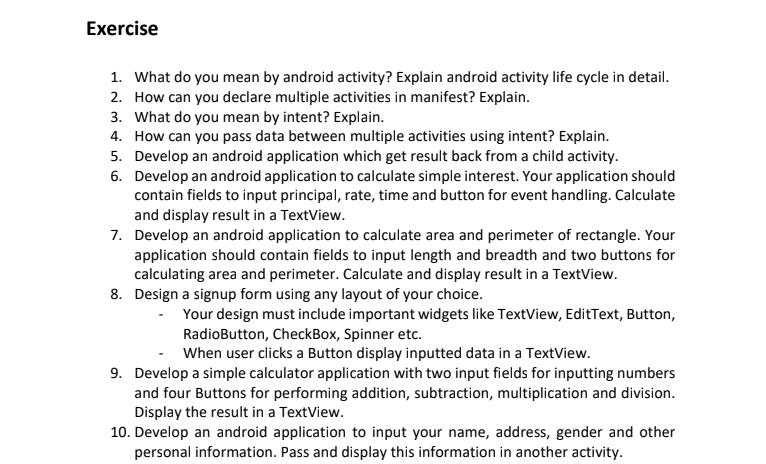 Exercise
1. What do you mean by android activity? Explain android activity life cycle in detail.
2. How can you declare multiple activities in manifest? Explain.
3. What do you mean by intent? Explain.
4. How can you pass data between multiple activities using intent? Explain.
5. Develop an android application which get result back from a child activity.
6. Develop an android application to calculate simple interest. Your application should
contain fields to input principal, rate, time and button for event handling. Calculate
and display result in a TextView.
7. Develop an android application to calculate area and perimeter of rectangle. Your
application should contain fields to input length and breadth and two buttons for
calculating area and perimeter. Calculate and display result in a TextView.
8. Design a signup form using any layout of your choice.
- Your design must include important widgets like TextView, EditText, Button,
RadioButton, CheckBox, Spinner etc.
- When user clicks a Button display inputted data in a TextView.
9. Develop a simple calculator application with two input fields for inputting numbers
and four Buttons for performing addition, subtraction, multiplication and division.
Display the result in a TextView.
10. Develop an android application to input your name, address, gender and other
personal information. Pass and display this information in another activity.